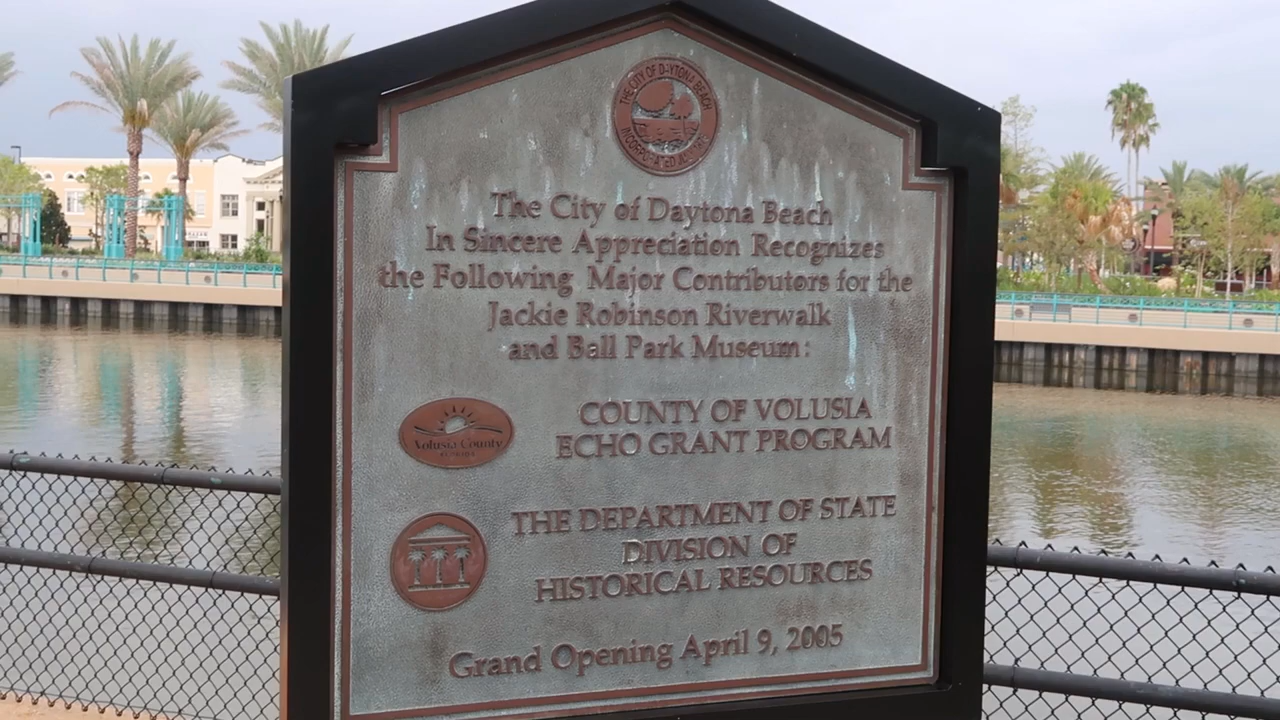 THE CITY OF DAYTONA BEACH
The City of Daytona Beach
In Sincere Appreciation Recognizes
the Following Major Contributors for the
Jackie Robinson Riverwalk
and Ball Park Museum:
Volusia County
FLORIDA
COUNTY OF VOLUSIA
ECHO GRANT PROGRAM
THE DEPARTMENT OF STATE
DIVISION OF
HISTORICAL RESOURCES
Grand Opening April 9, 2005